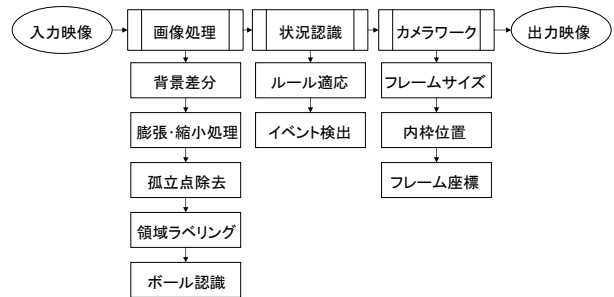 入力映像
画像処理
状況認識
カメラワーク
出力映像
背景差分
ルール適応
フレームサイズ
膨張・縮小処理
イベント検出
内枠位置
孤立点除去
フレーム座標
領域ラベリング
ボール認識